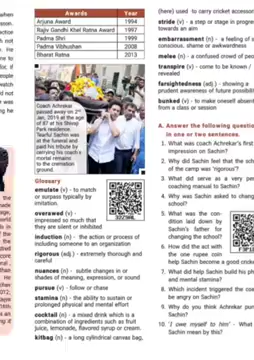 Awards Year
Arjuna Award 1994
Rajiv Gandhi Khel Ratna Award 1997
Padma Shri 1999
Padma Vibhushan 2008
Bharat Ratna 2013
Coach Achrekar
passed away on 2nd
Jan, 2019 at the age
of 87 at his Shivaji
Park residence.
Tearful Sachin was
at the funeral and
paid his tribute by
carrying his coach's
mortal remains
to the cremation
ground.
Glossary
emulate (v) - to match
or surpass typically by
imitation.
overawed (v) -
impressed so much that
they are silent or inhibited
induction (n) - the action or process of
including someone to an organization
rigorous (adj) - extremely thorough and
careful
nuances (n) - subtle changes in or
shades of meaning, expression, or sound
pursue (v) - follow or chase
stamina (n) - the ability to sustain or
prolonged physical and mental effort
cocktail (n) - a mixed drink which is a
combination of ingredients such as fruit
juice, lemonade, flavored syrup or cream.
kitbag (n) - a long cylindrical canvas bag,
(here) used to carry cricket accessories
stride (v) - a step or stage in progress
towards an aim
embarrassment (n) - a feeling of
conscious, shame or awkwardness
melee (n) - a confused crowd of people
transpire (v) - come to be known /
revealed
farsightedness (adj) - showing a
prudent awareness of future possibilities
bunked (v) - to make oneself absent
from a class or session
A. Answer the following questions
in one or two sentences.
1. What was coach Achrekar's first
impression on Sachin?
2. Why did Sachin feel that the
of the camp was 'rigorous'?
3. What did serve as a very
coaching manual to Sachin?
4. Why was Sachin asked to change
school?
5. What was the con-
dition laid down by
Sachin's father for
changing the school?
6. How did the act with
the one rupee coin
help Sachin become a good
7. What did help Sachin build his
and mental stamina?
8. Which incident triggered the coach
be angry on Sachin?
9. Why do you think Achrekar
Sachin?
10. 'I owe myself to him' - What
Sachin mean by this?